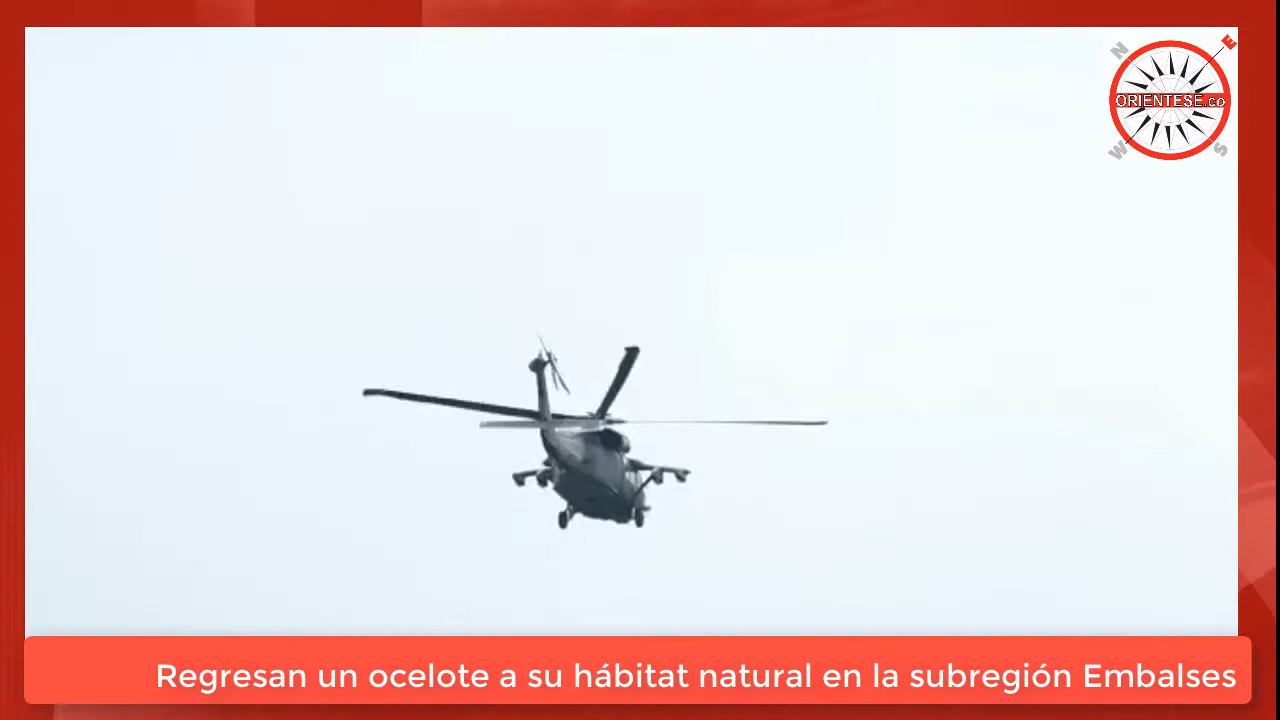 N
E
ORIENTESE.co
W
S
Regresan un ocelote a su hábitat natural en la subregión Embalses